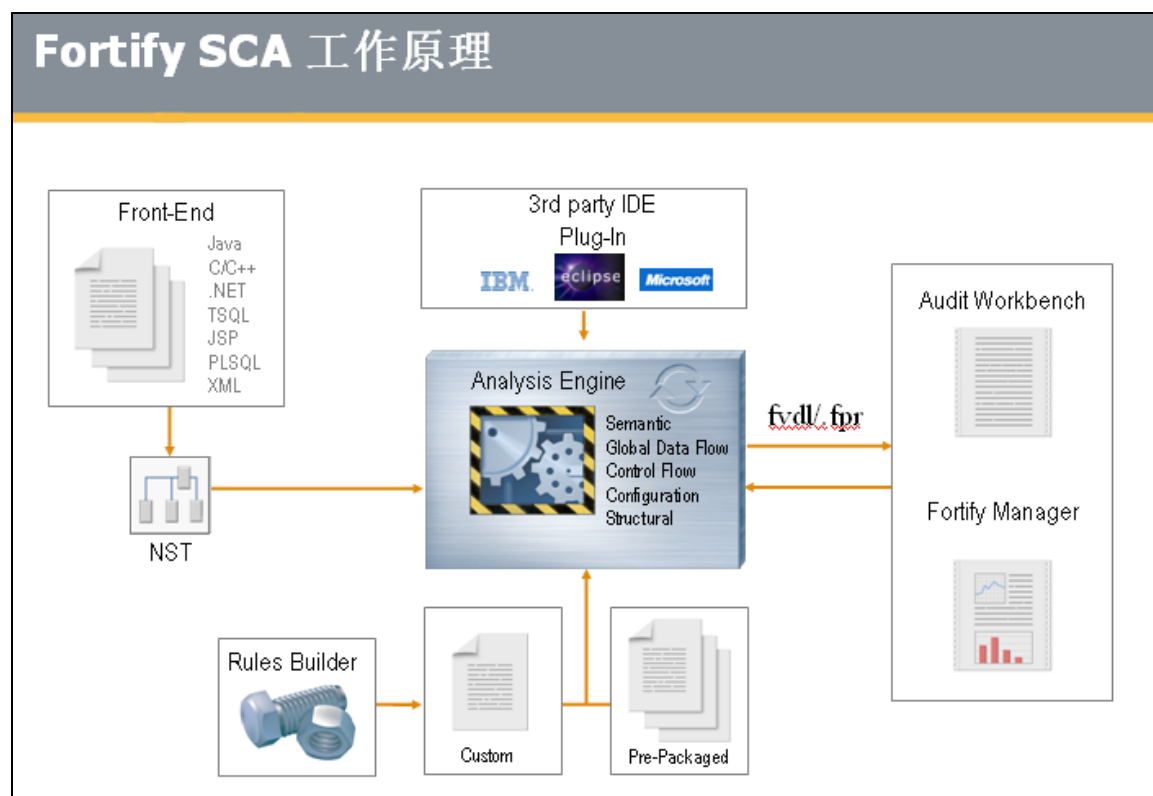 Fortify SCA 工作原理
Front-End
Java
C/C++
.NET
TSQL
JSP
PLSQL
XML
NST
3rd party IDE
Plug-In
IBM.
eclipse
Microsoft
Analysis Engine
Semantic
Global Data Flow
Control Flow
Configuration
Structural
fvdl/.fpr
Audit Workbench
Fortify Manager
Rules Builder
Custom
Pre-Packaged